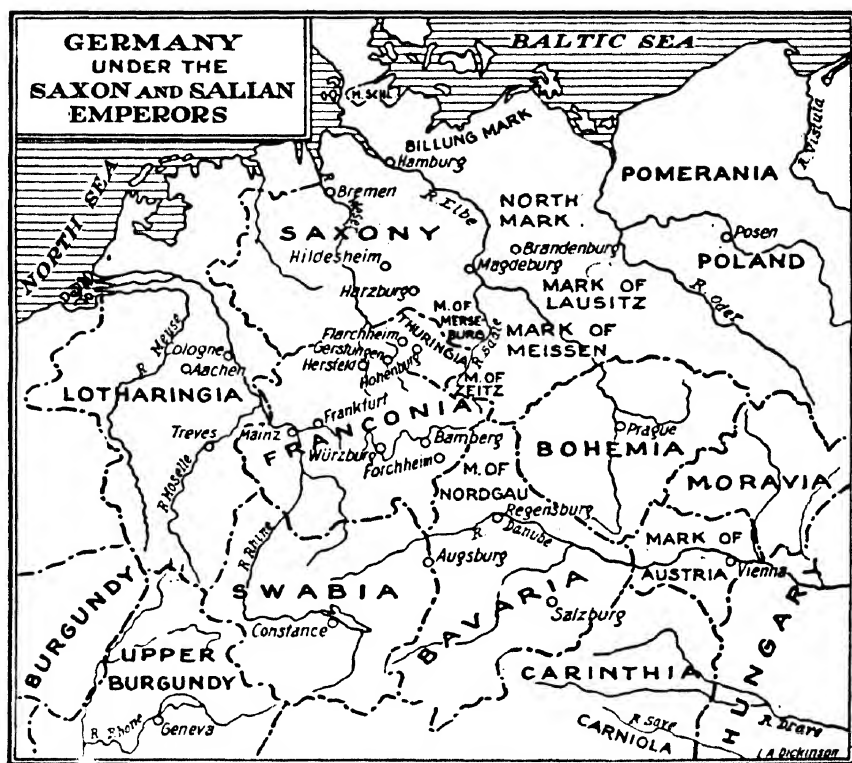 GERMANY
UNDER THE
SAXON AND SALIAN
EMPERORS
BALTIC SEA
NORTH SEA
(M. SCHL.
BILLUNG MARK
Hamburg
R. Vistula
POMERANIA
Bremen
R. Weser
R. Elbe
NORTH
MARK
SAXONY
Posen
POLAND
Hildesheim
Brandenburg
Magdeburg
MARK OF
LAUSITZ
R. Oder
Harzburg
M. OF
MERSE
BURG
R. Saale
MARK OF
MEISSEN
R. Meuse
Flarchheim
Gerstungen
Hersfeld
THURINGIA
Hohenburg
M. OF
ZEITZ
Cologne
Aachen
LOTHARINGIA
Frankfurt
FRANCONIA
Treves
Mainz
Würzburg
Bamberg
Forchheim
Prague
BOHEMIA
MORAVIA
R. Moselle
M. OF
NORDGAU
Regensburg
R. Danube
MARK OF
AUSTRIA
Vienna
R. Rhine
Augsburg
SWABIA
BAVARIA
Salzburg
BURGUNDY
Constance
UPPER
BURGUNDY
CARINTHIA
HUNGARY
R. Rhone
Geneva
R. Save
CARNIOLA
R. Drave
L. A. Dickinson